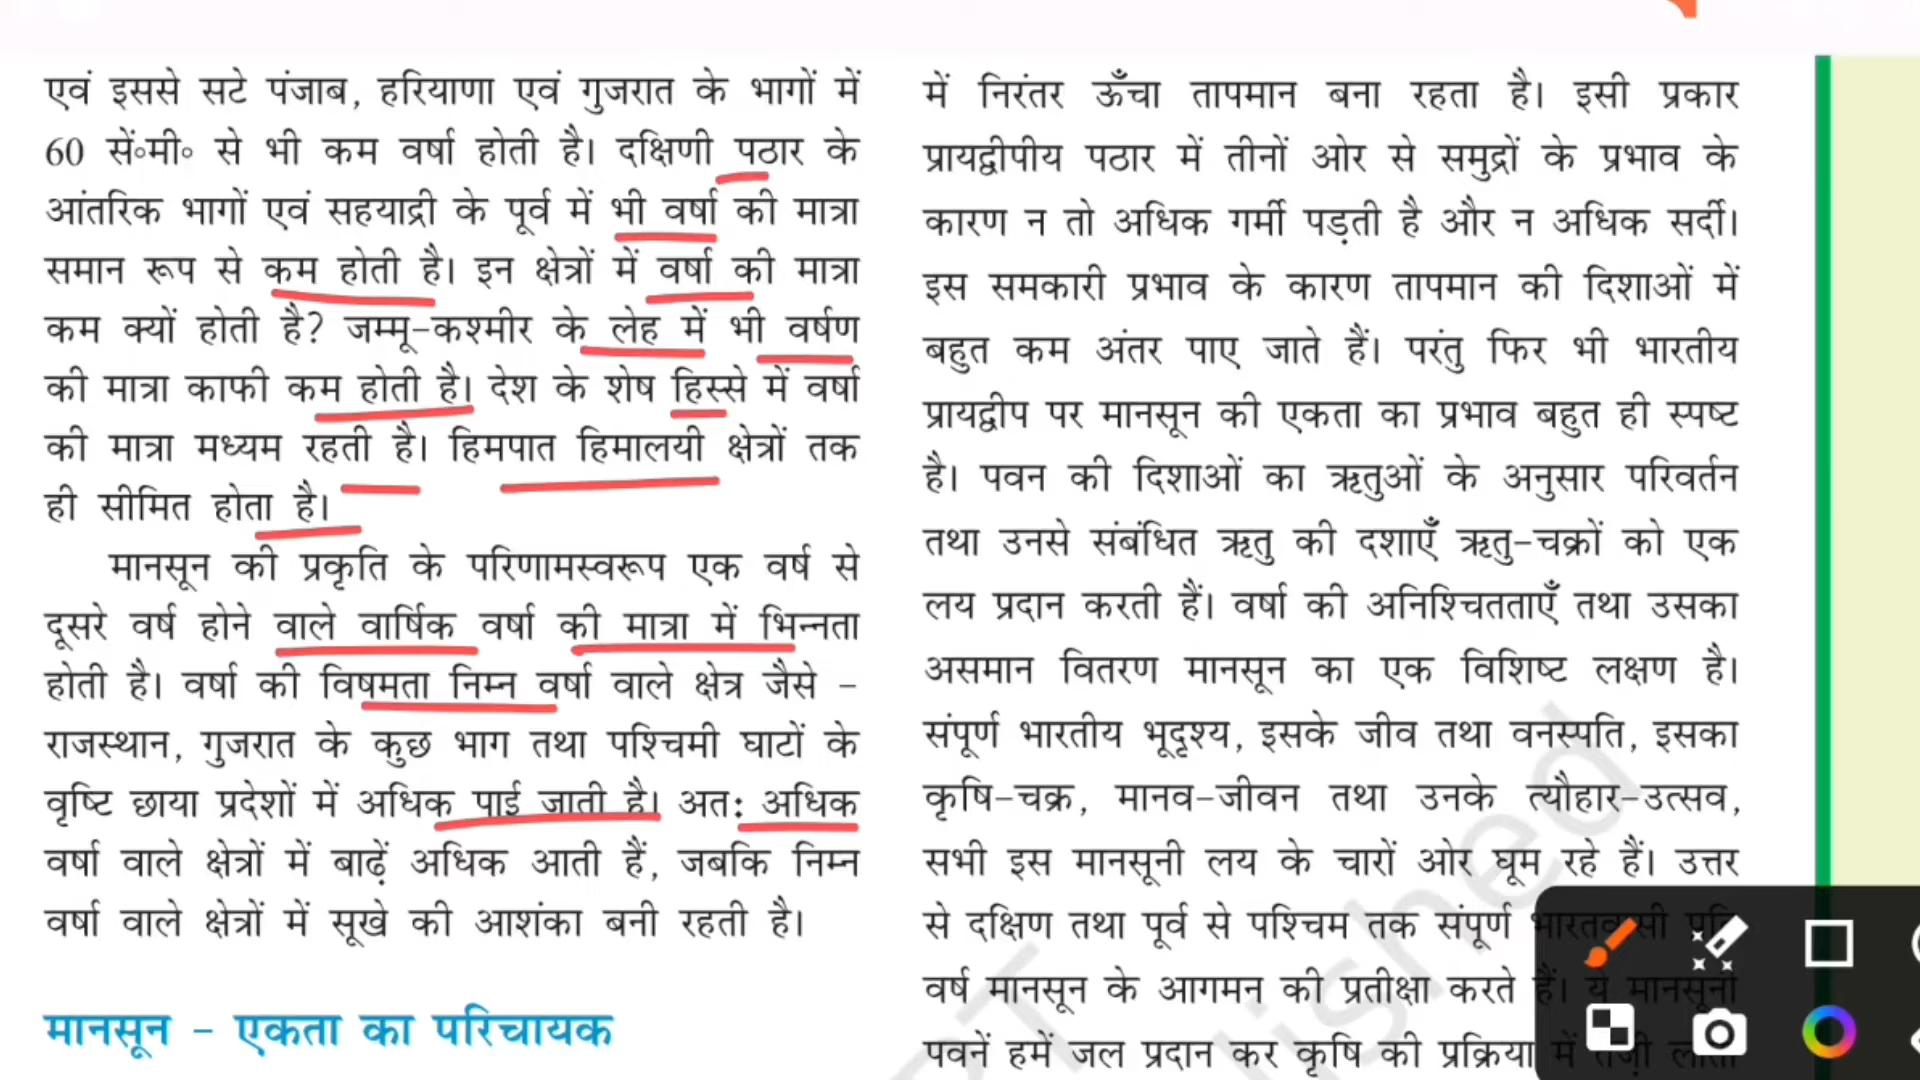 एवं इससे सटे पंजाब, हरियाणा एवं गुजरात के भागों में
60 सें॰मी॰ से भी कम वर्षा होती है। दक्षिणी पठार के
आंतरिक भागों एवं सहयाद्री के पूर्व में भी वर्षा की मात्रा
समान रूप से कम होती है। इन क्षेत्रों में वर्षा की मात्रा
कम क्यों होती है? जम्मू-कश्मीर के लेह में भी वर्षण
की मात्रा काफी कम होती है। देश के शेष हिस्से में वर्षा
की मात्रा मध्यम रहती है। हिमपात हिमालयी क्षेत्रों तक
ही सीमित होता है।
मानसून की प्रकृति के परिणामस्वरूप एक वर्ष से
दूसरे वर्ष होने वाले वार्षिक वर्षा की मात्रा में भिन्नता
होती है। वर्षा की विषमता निम्न वर्षा वाले क्षेत्र जैसे -
राजस्थान, गुजरात के कुछ भाग तथा पश्चिमी घाटों के
वृष्टि छाया प्रदेशों में अधिक पाई जाती है। अतः अधिक
वर्षा वाले क्षेत्रों में बाढ़ें अधिक आती हैं, जबकि निम्न
वर्षा वाले क्षेत्रों में सूखे की आशंका बनी रहती है।
मानसून - एकता का परिचायक
में निरंतर ऊँचा तापमान बना रहता है। इसी प्रकार
प्रायद्वीपीय पठार में तीनों ओर से समुद्रों के प्रभाव के
कारण न तो अधिक गर्मी पड़ती है और न अधिक सर्दी।
इस समकारी प्रभाव के कारण तापमान की दिशाओं में
बहुत कम अंतर पाए जाते हैं। परंतु फिर भी भारतीय
प्रायद्वीप पर मानसून की एकता का प्रभाव बहुत ही स्पष्ट
है। पवन की दिशाओं का ऋतुओं के अनुसार परिवर्तन
तथा उनसे संबंधित ऋतु की दशाएँ ऋतु-चक्रों को एक
लय प्रदान करती हैं। वर्षा की अनिश्चितताएँ तथा उसका
असमान वितरण मानसून का एक विशिष्ट लक्षण है।
संपूर्ण भारतीय भूदृश्य, इसके जीव तथा वनस्पति, इसका
कृषि-चक्र, मानव-जीवन तथा उनके त्यौहार-उत्सव,
सभी इस मानसूनी लय के चारों ओर घूम रहे हैं। उत्तर
से दक्षिण तथा पूर्व से पश्चिम तक संपूर्ण भारतवासी प्रति
वर्ष मानसून के आगमन की प्रतीक्षा करते हैं। ये मानसूनी
पवनें हमें जल प्रदान कर कृषि की प्रक्रिया में तेज़ी लाती